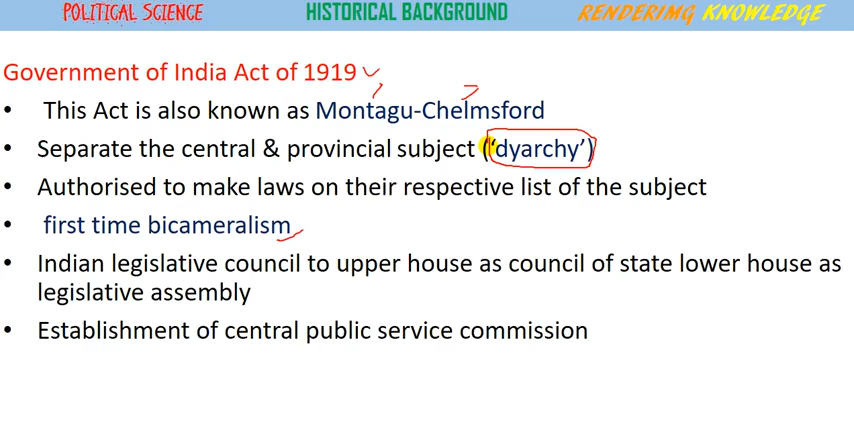 POLITICAL SCIENCE HISTORICAL BACKGROUND RENDERIMG KNOWLEDGE
Government of India Act of 1919
• This Act is also known as Montagu-Chelmsford
• Separate the central & provincial subject (‘dyarchy’)
• Authorised to make laws on their respective list of the subject
• first time bicameralism
• Indian legislative council to upper house as council of state lower house as
legislative assembly
• Establishment of central public service commission